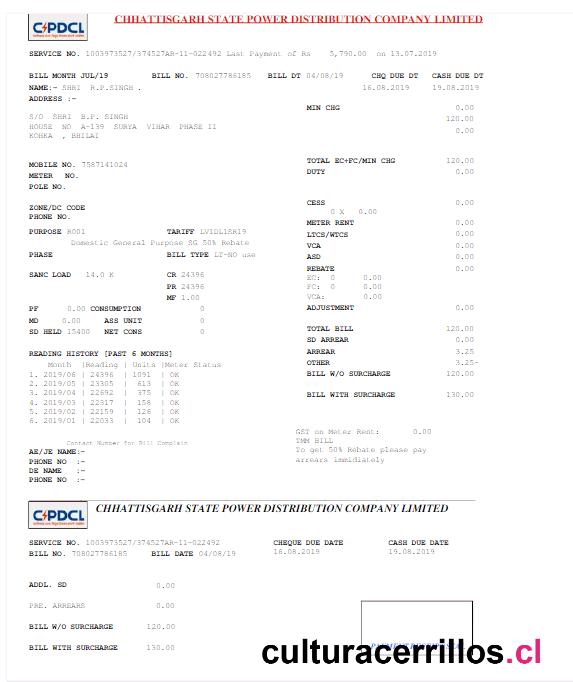 CSPDCL
CHHATTISGARH STATE POWER DISTRIBUTION COMPANY LIMITED
SERVICE NO. 1003973527/374527AR-11-022492 Last Payment of Rs 5,790.00 on 13.07.2019
BILL MONTH JUL/19 BILL NO. 708027786185 BILL DT 04/08/19 CHQ DUE DT CASH DUE DT
NAME:- SHRI R.P.SINGH . 16.08.2019 19.08.2019
ADDRESS :-
MIN CHG 0.00
S/O SHRI B.P. SINGH 120.00
HOUSE NO A-139 SURYA VIHAR PHASE II
0.00
KOHKA , BHILAI
MOBILE NO. 7587141024 TOTAL EC+FC/MIN CHG 120.00
METER NO. DUTY 0.00
POLE NO.
ZONE/DC CODE CESS 0.00
0 X 0.00
PHONE NO.
METER RENT 0.00
PURPOSE R001 TARIFF LV1DL1SR19 LTCS/WTCS 0.00
Domestic General Purpose SG 50% Rebate VCA 0.00
PHASE BILL TYPE LT-NO use ASD 0.00
REBATE 0.00
SANC LOAD 14.0 K CR 24396 EC: 0 0.00
PR 24396 FC: 0 0.00
MF 1.00 VCA: 0.00
PF 0.00 CONSUMPTION 0 ADJUSTMENT 0.00
MD 0.00 ASS UNIT 0
SD HELD 15400 NET CONS 0 TOTAL BILL 120.00
SD ARREAR 0.00
READING HISTORY [PAST 6 MONTHS] ARREAR 3.25
Month |Reading | Units |Meter Status OTHER 3.25-
1. 2019/06 | 24396 | 1091 | OK BILL W/O SURCHARGE 120.00
2. 2019/05 | 23305 | 613 | OK
3. 2019/04 | 22692 | 375 | OK BILL WITH SURCHARGE 130.00
4. 2019/03 | 22317 | 158 | OK
5. 2019/02 | 22159 | 126 | OK
6. 2019/01 | 22033 | 104 | OK
GST on Meter Rent: 0.00
Contact Number for Bill Complain TMM BILL
AE/JE NAME:- To get 50% Rebate please pay
PHONE NO :- arrears immidiately
DE NAME :-
PHONE NO :-
CSPDCL
CHHATTISGARH STATE POWER DISTRIBUTION COMPANY LIMITED
SERVICE NO. 1003973527/374527AR-11-022492 CHEQUE DUE DATE CASH DUE DATE
BILL NO. 708027786185 BILL DATE 04/08/19 16.08.2019 19.08.2019
ADDL. SD 0.00
PRE. ARREARS 0.00
BILL W/O SURCHARGE 120.00
BILL WITH SURCHARGE 130.00
culturacerrillos.cl